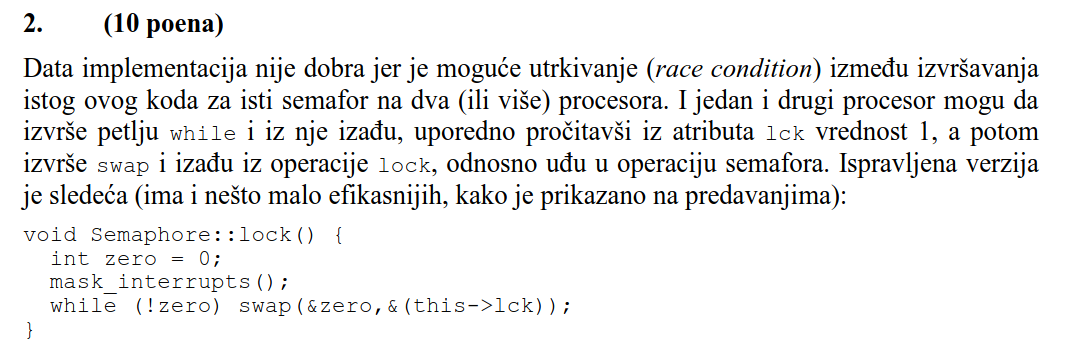 2. (10 poena)
Data implementacija nije dobra jer je moguće utrkivanje (race condition) između izvršavanja
istog ovog koda za isti semafor na dva (ili više) procesora. I jedan i drugi procesor mogu da
izvrše petlju while i iz nje izađu, uporedno pročitavši iz atributa lck vrednost 1, a potom
izvrše swap i izađu iz operacije lock, odnosno uđu u operaciju semafora. Ispravljena verzija
je sledeća (ima i nešto malo efikasnijih, kako je prikazano na predavanjima):
void Semaphore::lock() {
  int zero = 0;
  mask_interrupts();
  while (!zero) swap(&zero,&(this->lck));
}